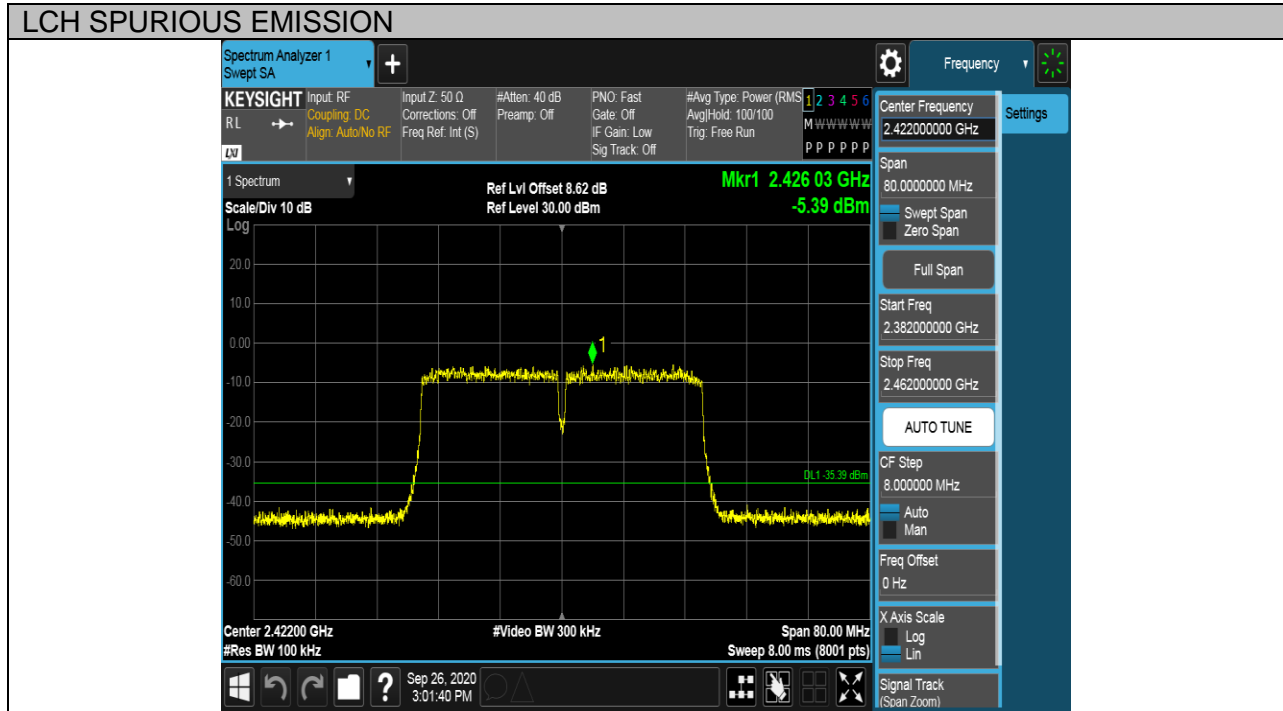 LCH SPURIOUS EMISSION
Spectrum Analyzer 1
Swept SA
+
Frequency
KEYSIGHT
RL
LXI
Input: RF
Coupling: DC
Align: Auto/No RF
Input Z: 50 Ω
Corrections: Off
Freq Ref: Int (S)
#Atten: 40 dB
Preamp: Off
PNO: Fast
Gate: Off
IF Gain: Low
Sig Track: Off
#Avg Type: Power (RMS
Avg|Hold: 100/100
Trig: Free Run
1 2 3 4 5 6
M W W W W W
P P P P P P
1 Spectrum
Scale/Div 10 dB
Log
Ref Lvl Offset 8.62 dB
Ref Level 30.00 dBm
Mkr1 2.426 03 GHz
-5.39 dBm
20.0
10.0
0.00
-10.0
-20.0
-30.0
-40.0
-50.0
-60.0
1
DL1 -35.39 dBm
Center 2.42200 GHz
#Res BW 100 kHz
#Video BW 300 kHz
Span 80.00 MHz
Sweep 8.00 ms (8001 pts)
?
Sep 26, 2020
3:01:40 PM
Center Frequency
2.422000000 GHz
Settings
Span
80.0000000 MHz
Swept Span
Zero Span
Full Span
Start Freq
2.382000000 GHz
Stop Freq
2.462000000 GHz
AUTO TUNE
CF Step
8.000000 MHz
Auto
Man
Freq Offset
0 Hz
X Axis Scale
Log
Lin
Signal Track
(Span Zoom)